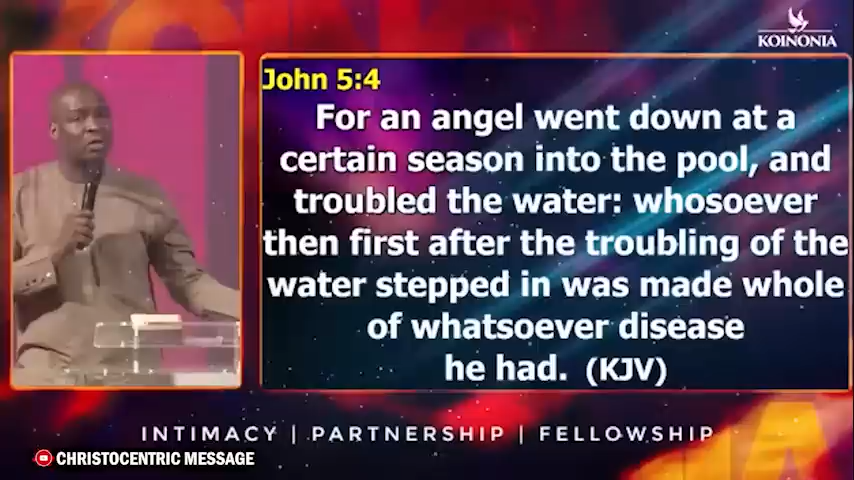 KOINONIA
John 5:4
For an angel went down at a
certain season into the pool, and
troubled the water: whosoever
then first after the troubling of the
water stepped in was made whole
of whatsoever disease
he had. (KJV)
INTIMACY | PARTNERSHIP | FELLOWSHIP
CHRISTOCENTRIC MESSAGE